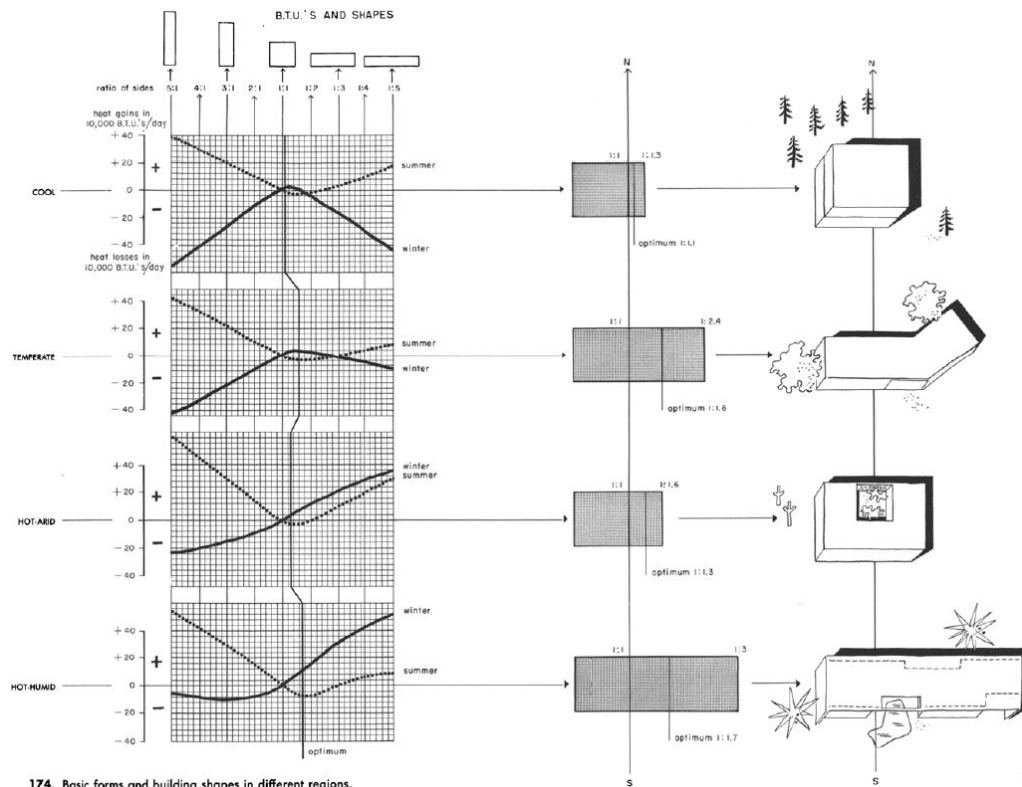 B.T.U.'S AND SHAPES
ratio of sides 5:1 4:1 3:1 2:1 1:1 1:2 1:3 1:4 1:5
heat gains in
10,000 B.T.U.'s/day
+40
+20
+
summer
COOL
0
−
−20
−40
winter
heat losses in
10,000 B.T.U.'s/day
N
1:1 1:1,3
optimum 1:1,1
N
+40
+20
+
summer
TEMPERATE
0
winter
−
−20
−40
1:1 1:2,4
optimum 1:1,6
+40
winter
summer
+20
+
HOT-ARID
0
−
−20
−40
1:1 1:1,6
optimum 1:1,3
winter
+40
+20
+
summer
HOT-HUMID
0
−
−20
−40
optimum
1:1 1:3
optimum 1:1,7
S
S
174. Basic forms and building shapes in different regions.